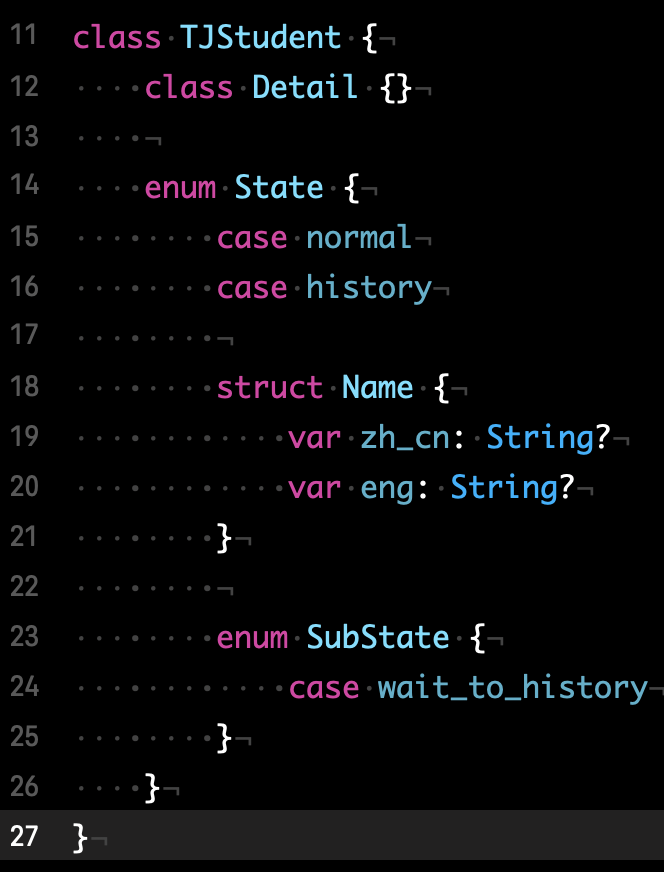 11 class TJStudent {¬
12 ····class Detail {}¬
13 ····¬
14 ····enum State {¬
15 ········case normal¬
16 ········case history¬
17 ········¬
18 ········struct Name {¬
19 ············var zh_cn: String?¬
20 ············var eng: String?¬
21 ········}¬
22 ········¬
23 ········enum SubState {¬
24 ············case wait_to_history¬
25 ········}¬
26 ····}¬
27 }¬